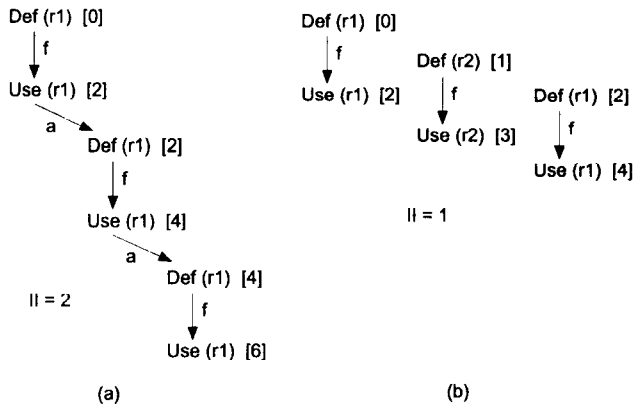 Def (r1) [0]
f
Use (r1) [2]
a
Def (r1) [2]
f
Use (r1) [4]
a
Def (r1) [4]
f
Use (r1) [6]
II = 2
(a)
Def (r1) [0]
f
Use (r1) [2]
Def (r2) [1]
f
Use (r2) [3]
Def (r1) [2]
f
Use (r1) [4]
II = 1
(b)